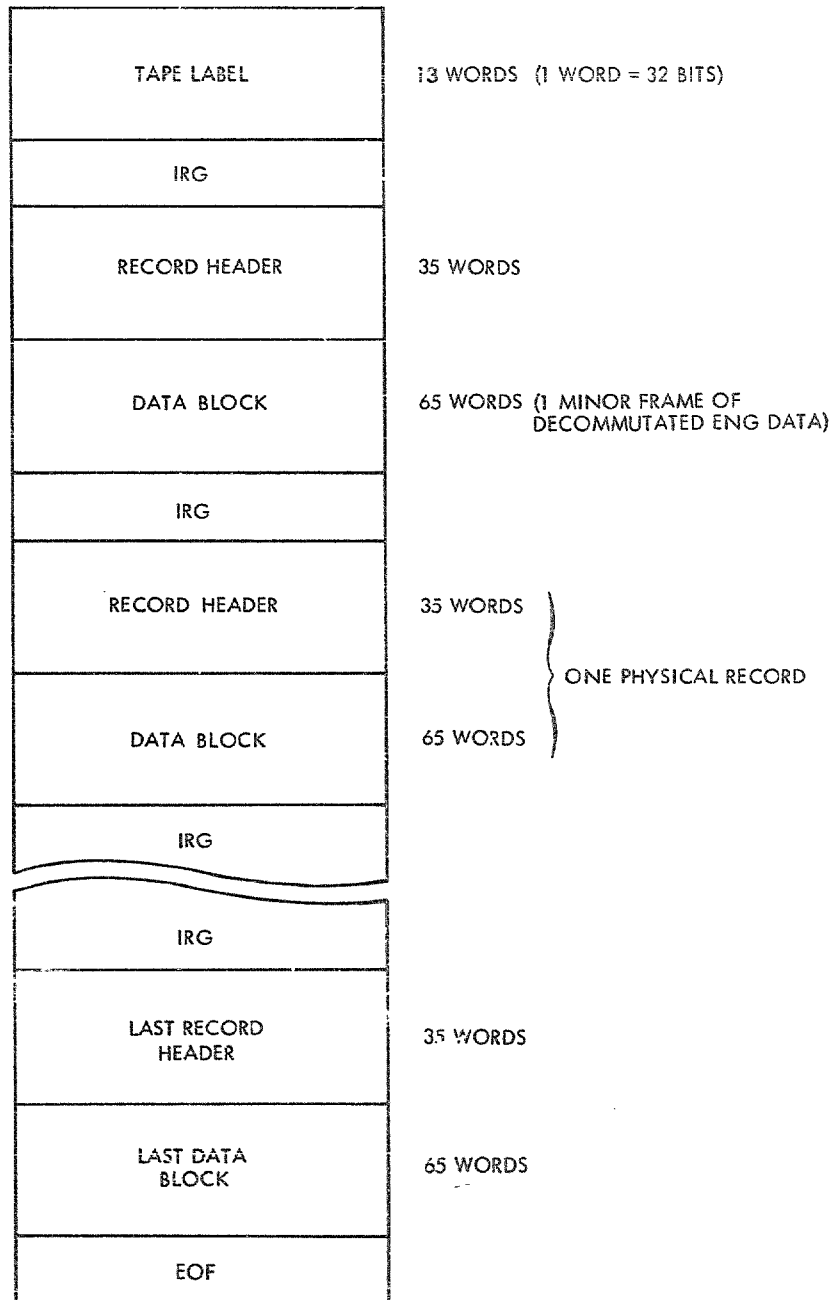 TAPE LABEL 13 WORDS (1 WORD = 32 BITS)
IRG
RECORD HEADER 35 WORDS
DATA BLOCK 65 WORDS (1 MINOR FRAME OF
DECOMMUTATED ENG DATA)
IRG
RECORD HEADER 35 WORDS
ONE PHYSICAL RECORD
DATA BLOCK 65 WORDS
IRG
IRG
LAST RECORD
HEADER
35 WORDS
LAST DATA
BLOCK
65 WORDS
EOF